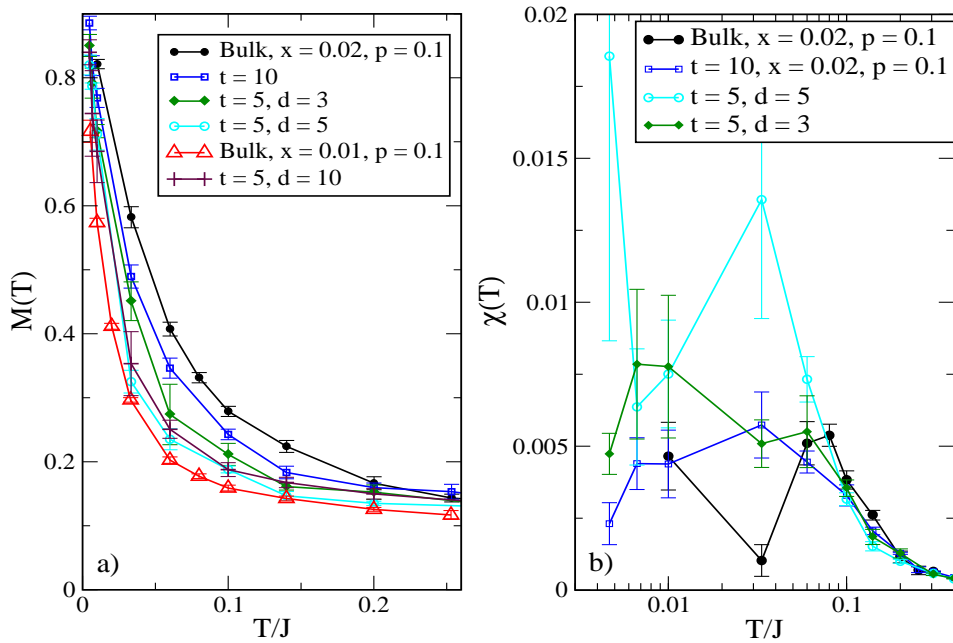 M(T)
0.8
0.6
0.4
0.2
0
0
0.1
0.2
T/J
a)
Bulk, x = 0.02, p = 0.1
t = 10
t = 5, d = 3
t = 5, d = 5
Bulk, x = 0.01, p = 0.1
t = 5, d = 10
χ(T)
0.02
0.015
0.01
0.005
0
0.01
0.1
T/J
b)
Bulk, x = 0.02, p = 0.1
t = 10, x = 0.02, p = 0.1
t = 5, d = 5
t = 5, d = 3